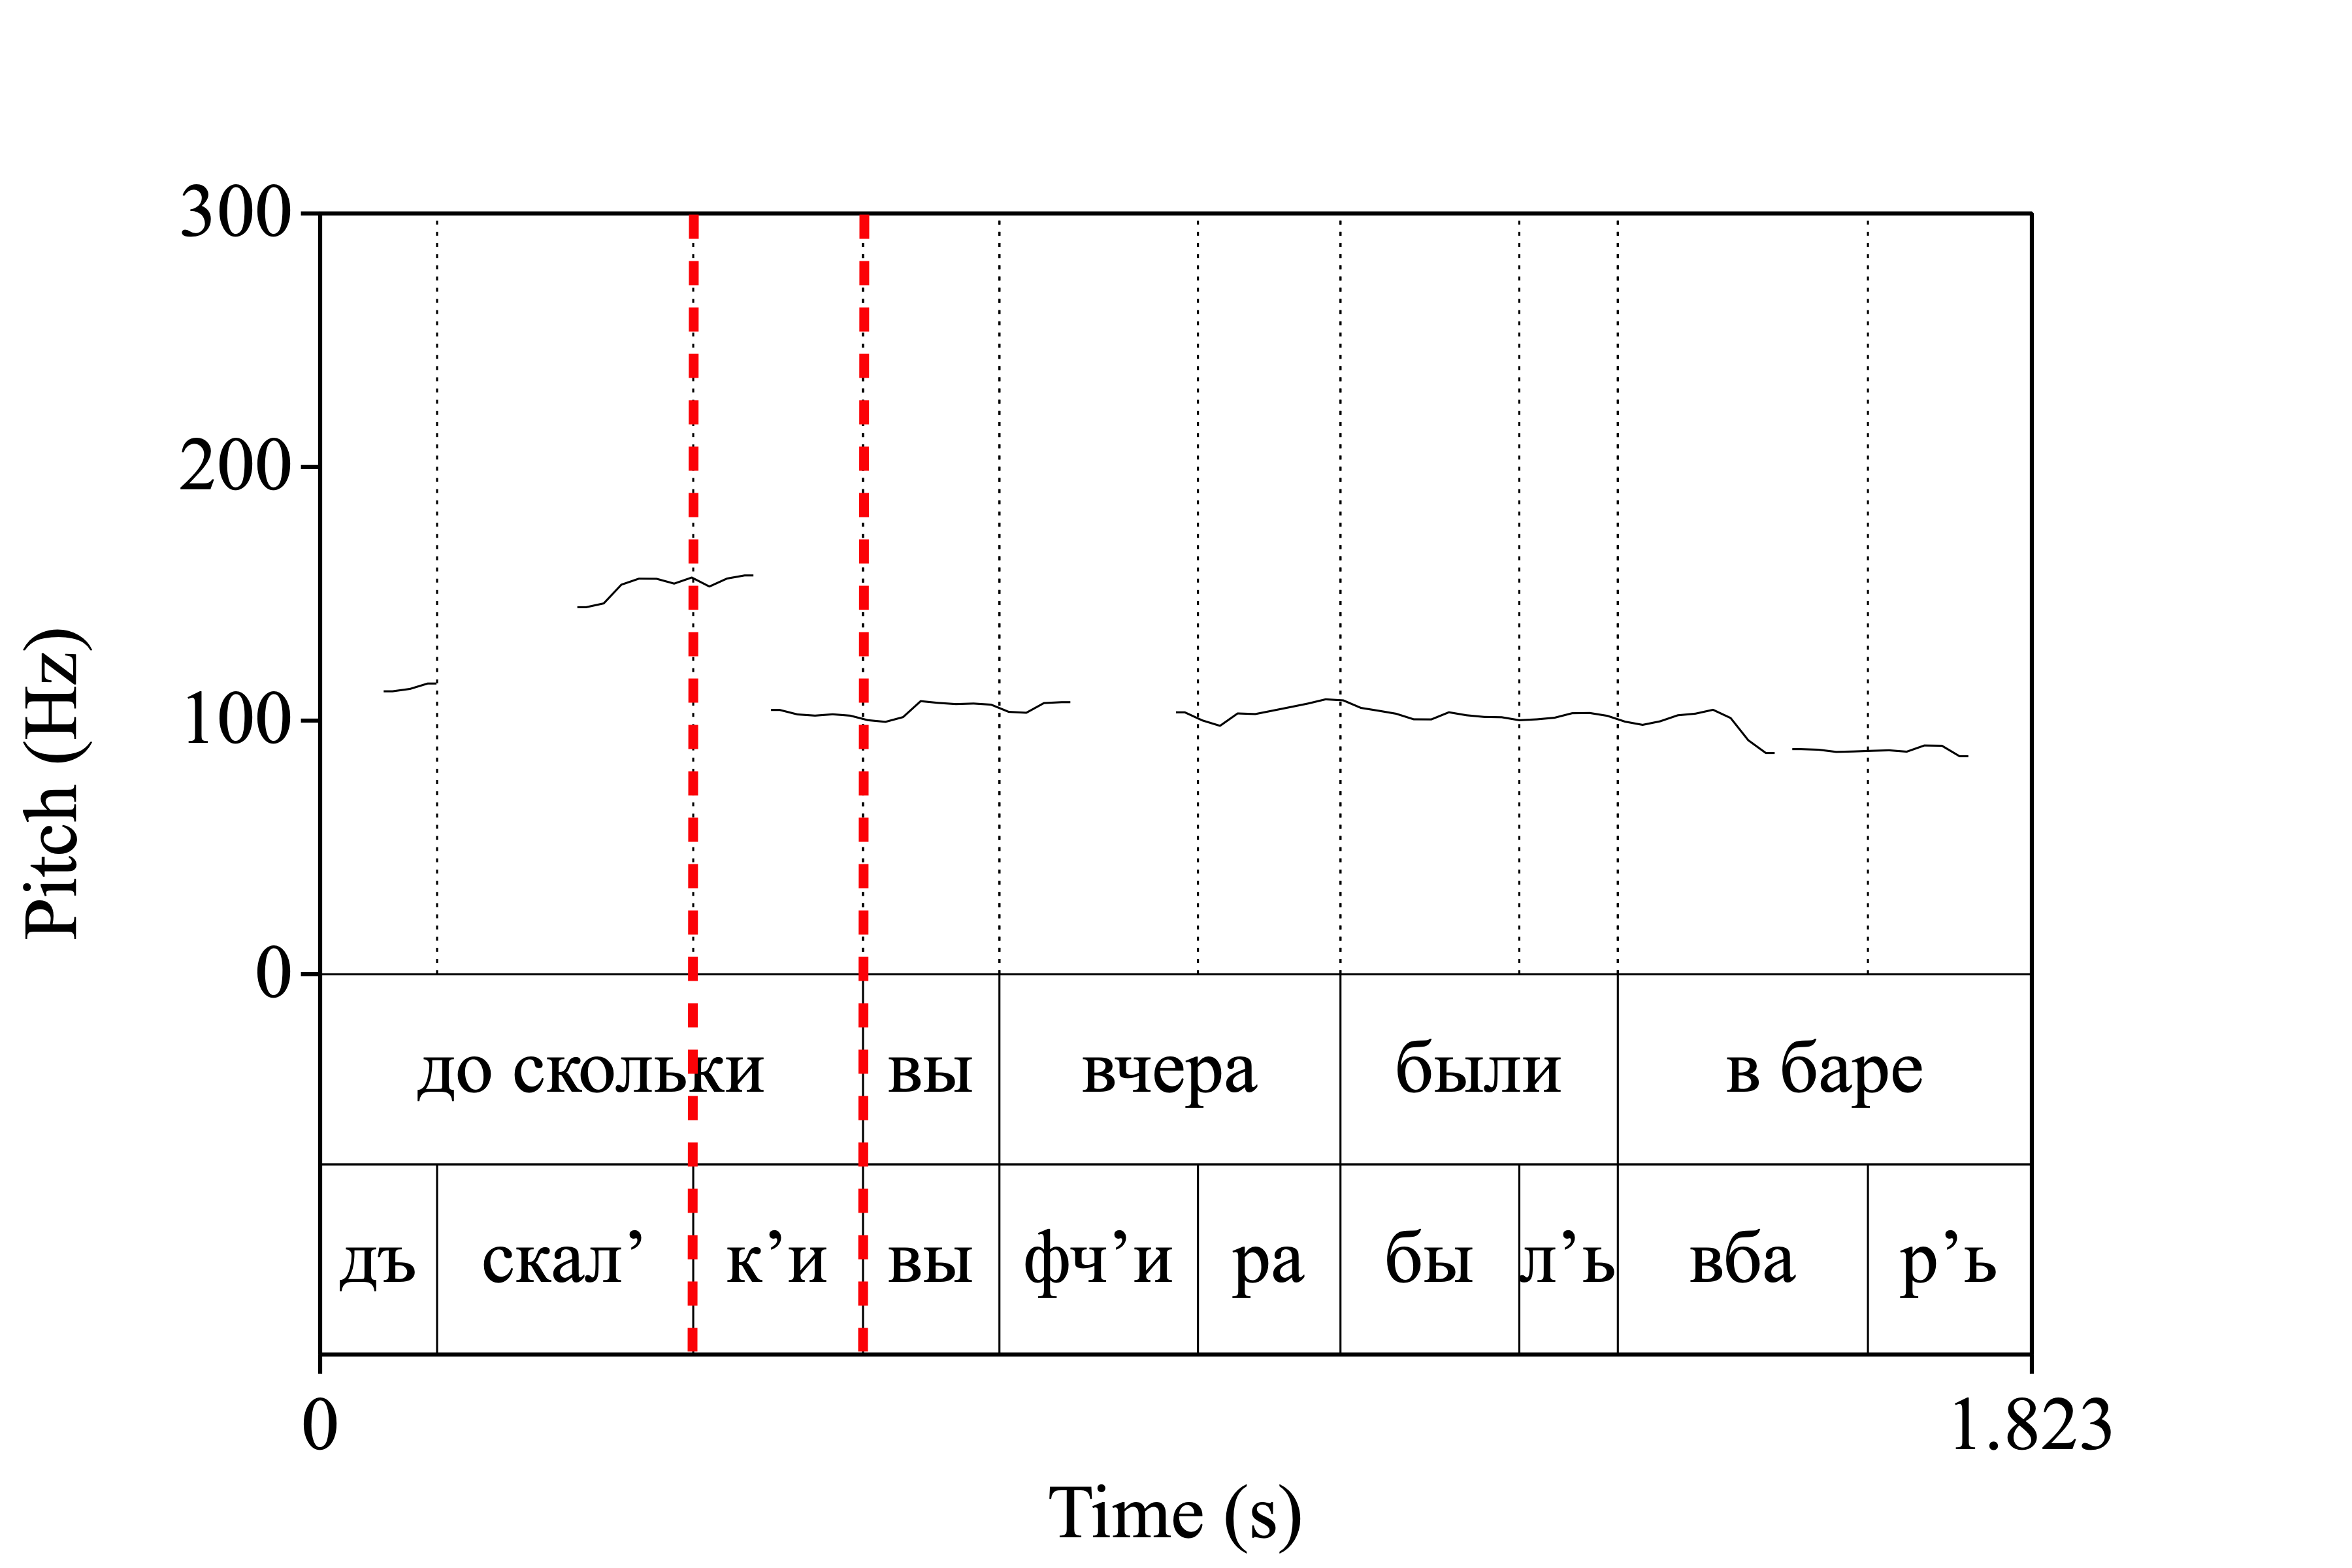 300
200
100
0
Pitch (Hz)
до скольки вы вчера были в баре
дъ скал’ к’и вы фч’и ра бы л’ь вба р’ь
0 1.823
Time (s)